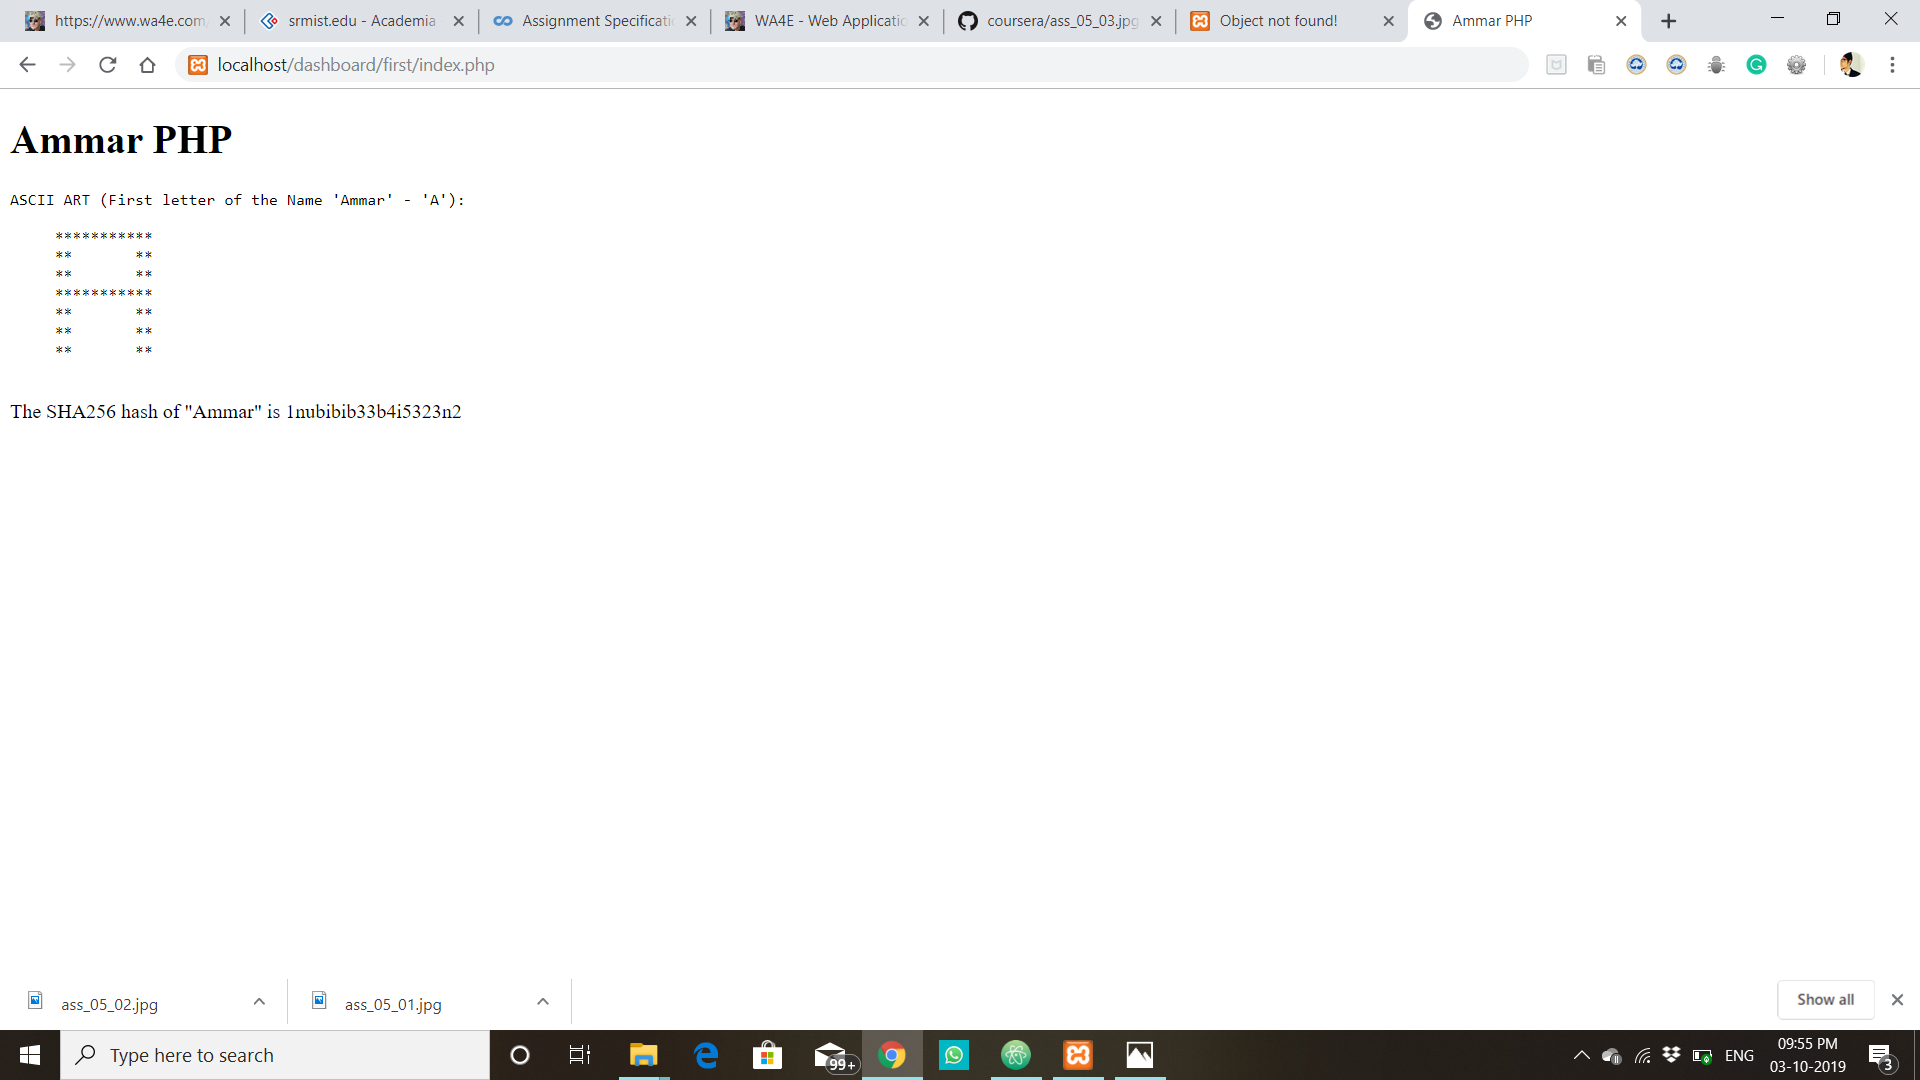 https://www.wa4e.com/
srmist.edu - Academia
Assignment Specificati
WA4E - Web Applicatio
coursera/ass_05_03.jpg
Object not found!
Ammar PHP
localhost/dashboard/first/index.php
Ammar PHP
ASCII ART (First letter of the Name 'Ammar' - 'A'):
***********
**       **
**       **
***********
**       **
**       **
**       **
The SHA256 hash of "Ammar" is 1nubibib33b4i5323n2
ass_05_02.jpg
ass_05_01.jpg
Show all
Type here to search
99+
ENG
09:55 PM
03-10-2019
3